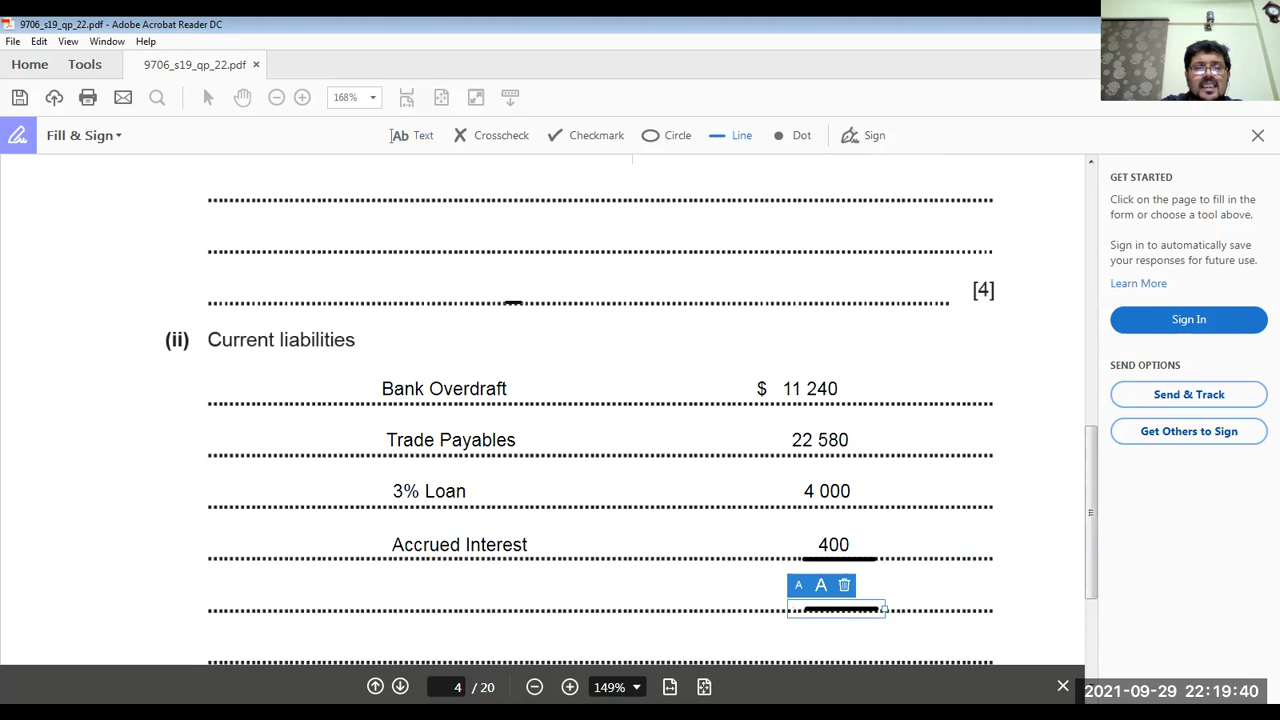 9706_s19_qp_22.pdf - Adobe Acrobat Reader DC
File Edit View Window Help
Home Tools 9706_s19_qp_22.pdf ×
168%
Fill & Sign Ab Text Crosscheck Checkmark Circle Line Dot Sign
GET STARTED
Click on the page to fill in the
form or choose a tool above.
Sign in to automatically save
your responses for future use.
Learn More
Sign In
SEND OPTIONS
Send & Track
Get Others to Sign
[4]
(ii) Current liabilities
Bank Overdraft $ 11 240
Trade Payables 22 580
3% Loan 4 000
Accrued Interest 400
A A
4 / 20 149%
2021-09-29 22:19:40